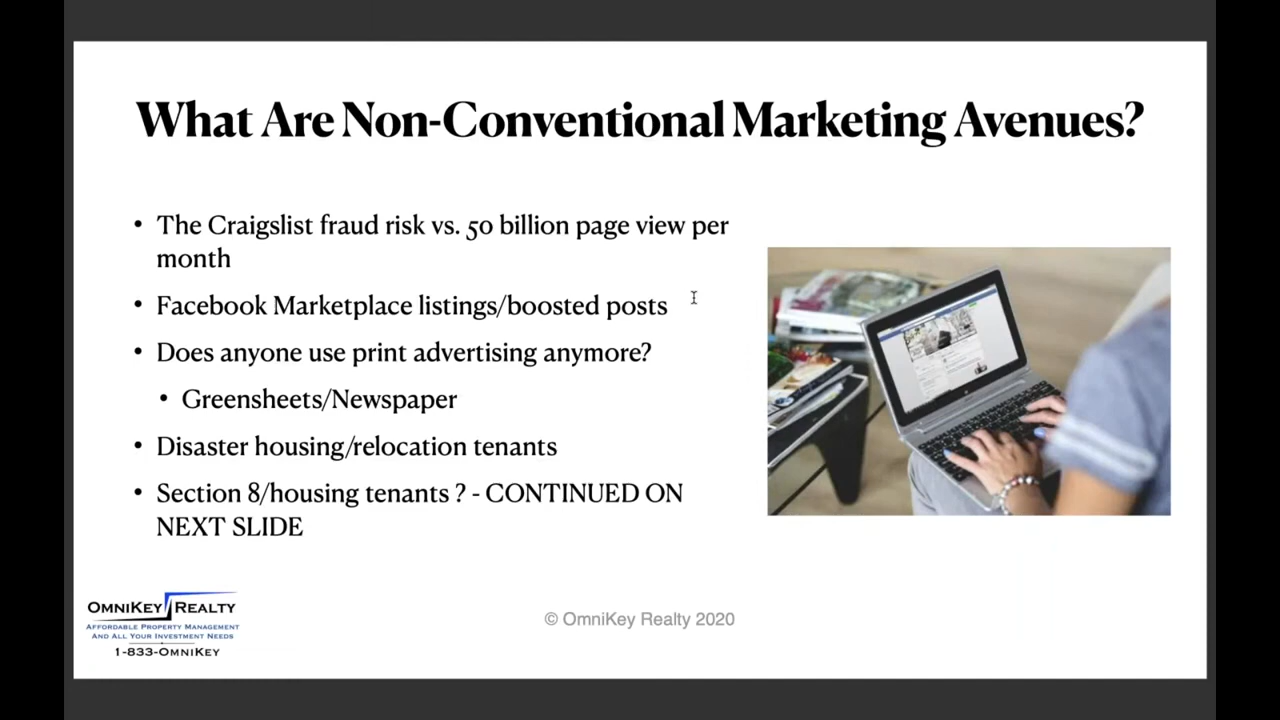 What Are Non-Conventional Marketing Avenues?
• The Craigslist fraud risk vs. 50 billion page view per
month
• Facebook Marketplace listings/boosted posts
• Does anyone use print advertising anymore?
• Greensheets/Newspaper
• Disaster housing/relocation tenants
• Section 8/housing tenants ? - CONTINUED ON
NEXT SLIDE
OMNIKEY REALTY
AFFORDABLE PROPERTY MANAGEMENT
AND ALL YOUR INVESTMENT NEEDS
1-833-OMNIKEY
© OmniKey Realty 2020